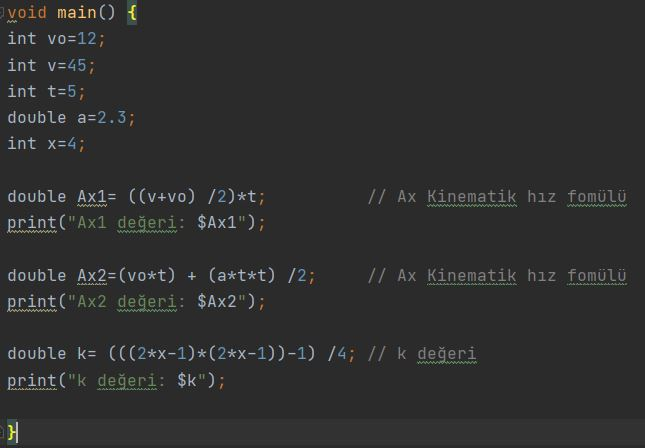 void main() {
int vo=12;
int v=45;
int t=5;
double a=2.3;
int x=4;
double Ax1= ((v+vo) /2)*t; // Ax Kinematik hız fomülü
print("Ax1 değeri: $Ax1");
double Ax2=(vo*t) + (a*t*t) /2; // Ax Kinematik hız fomülü
print("Ax2 değeri: $Ax2");
double k= (((2*x-1)*(2*x-1))-1) /4; // k değeri
print("k değeri: $k");
}